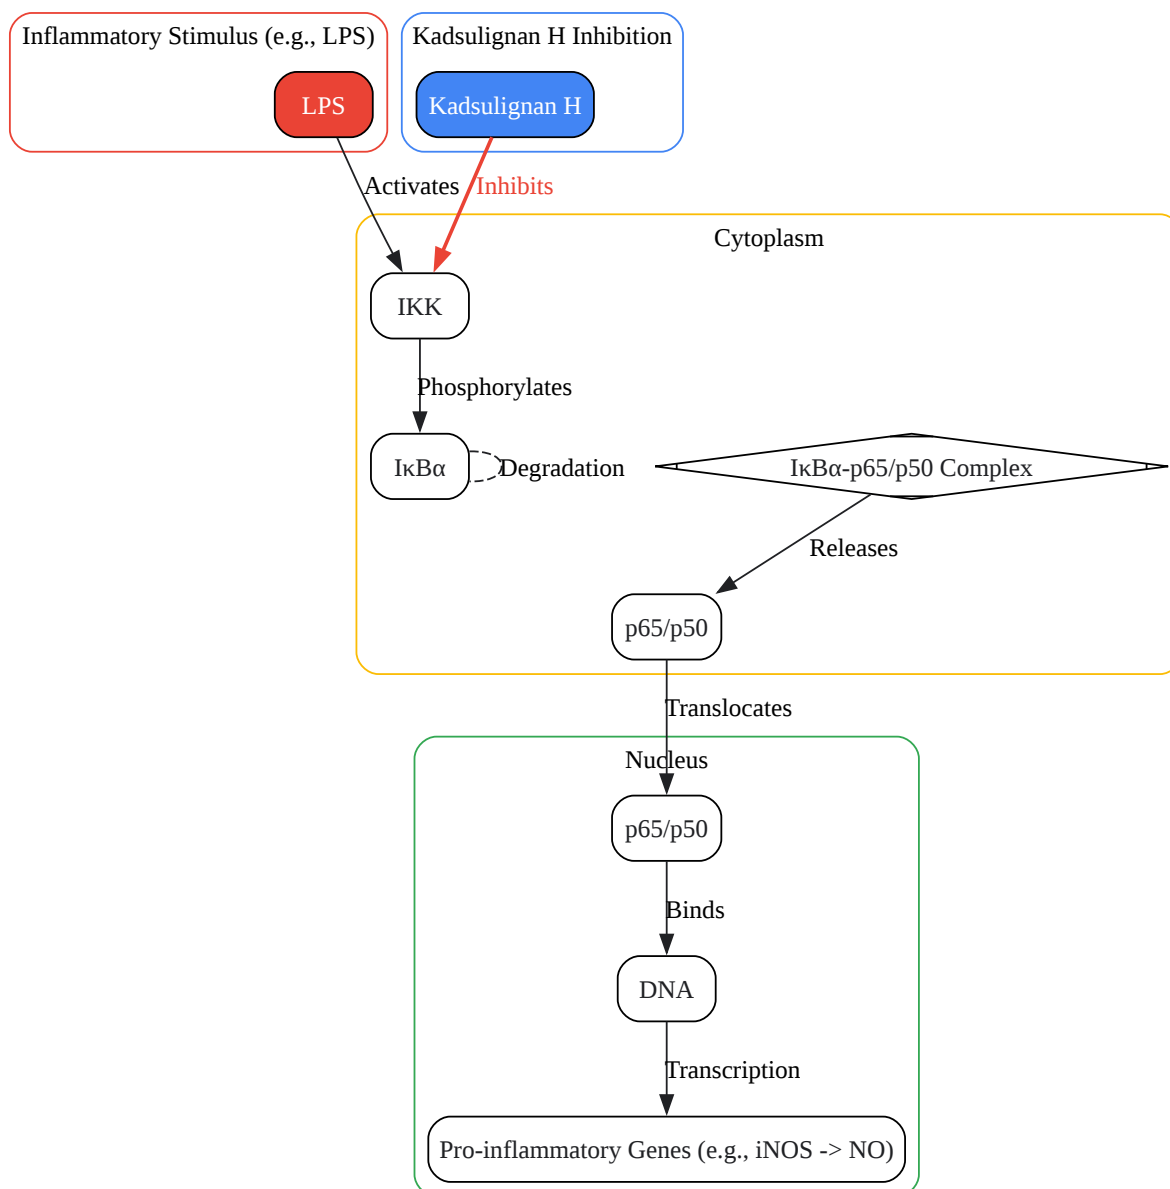 Inflammatory Stimulus (e.g., LPS)
Kadsulignan H Inhibition
LPS
Kadsulignan H
Activates
Inhibits
Cytoplasm
IKK
Phosphorylates
IκBα
Degradation
IκBα-p65/p50 Complex
Releases
p65/p50
Translocates
Nucleus
p65/p50
Binds
DNA
Transcription
Pro-inflammatory Genes (e.g., iNOS -> NO)